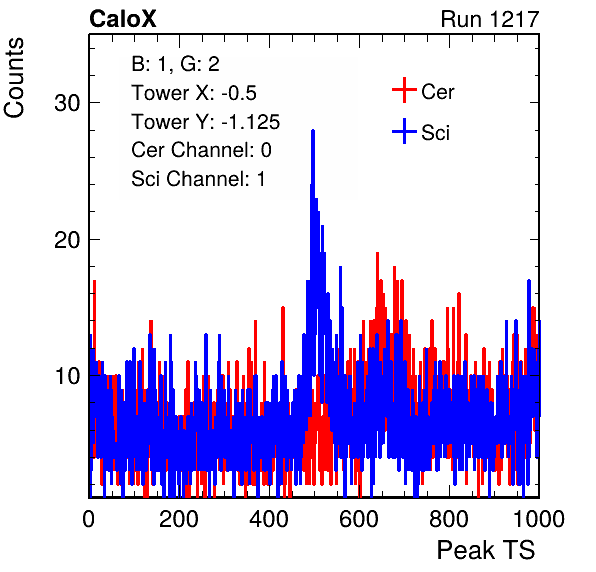 CaloX Run 1217
Counts
B: 1, G: 2
Tower X: -0.5
Tower Y: -1.125
Cer Channel: 0
Sci Channel: 1
Cer
Sci
30
20
10
0 200 400 600 800 1000
Peak TS